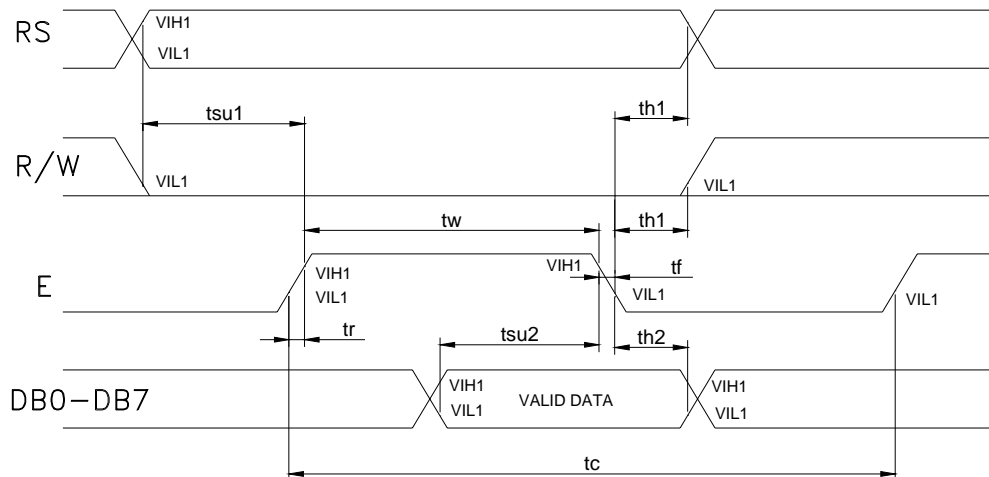 RS
VIH1
VIL1
tsu1
th1
R/W
VIL1
VIL1
tw
th1
E
VIH1
VIL1
VIH1
tf
VIL1
VIL1
tr
tsu2
th2
DB0-DB7
VIH1
VIL1
VALID DATA
VIH1
VIL1
tc